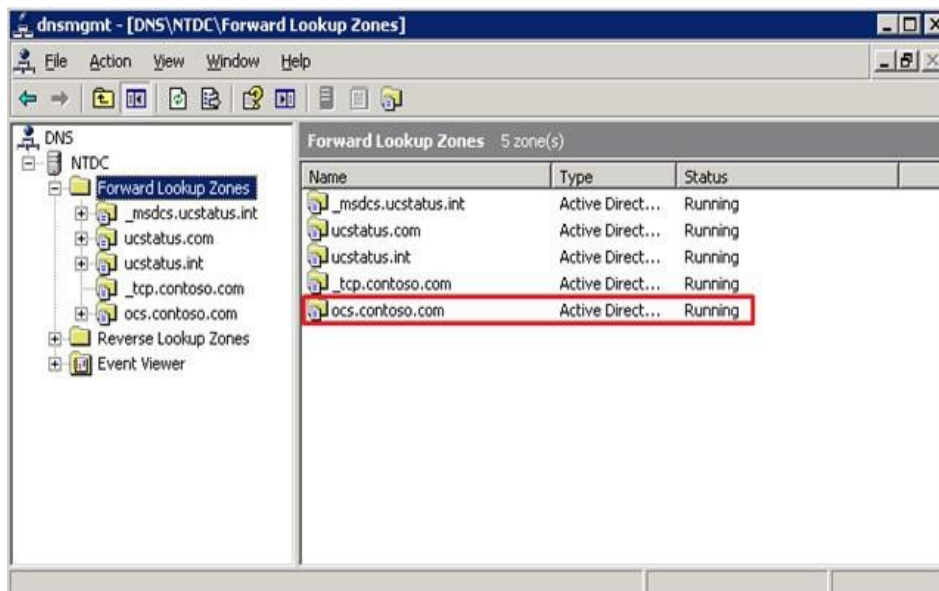 dnsmgmt - [DNS\NTDC\Forward Lookup Zones]
File Action View Window Help
DNS
NTDC
Forward Lookup Zones
_msdcs.ucstatus.int
ucstatus.com
ucstatus.int
_tcp.contoso.com
ocs.contoso.com
Reverse Lookup Zones
Event Viewer
Forward Lookup Zones 5 zone(s)
Name Type Status
_msdcs.ucstatus.int Active Direct... Running
ucstatus.com Active Direct... Running
ucstatus.int Active Direct... Running
_tcp.contoso.com Active Direct... Running
ocs.contoso.com Active Direct... Running